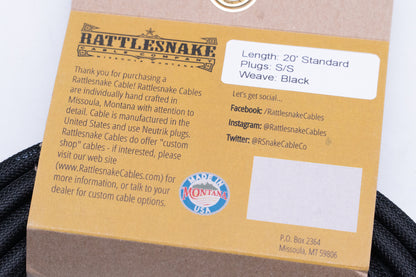 RATTLESNAKE
CABLE COMPANY
Thank you for purchasing a
Rattlesnake Cable! Rattlesnake Cables
are individually hand crafted in
Missoula, Montana with attention to
detail. Cable is manufactured in the
United States and use Neutrik plugs.
Rattlesnake Cables do offer "custom
shop" cables - if interested, please
visit our web site
(www.RattlesnakeCables.com) for
more information, or talk to your
dealer for custom cable options.
Length: 20' Standard
Plugs: S/S
Weave: Black
Let's get social...
Facebook: /RattlesnakeCables
Instagram: @RattlesnakeCables
Twitter: @RSnakeCableCo
MADE IN
MONTANA
USA
P.O. Box 2364
Missoula, MT 59806